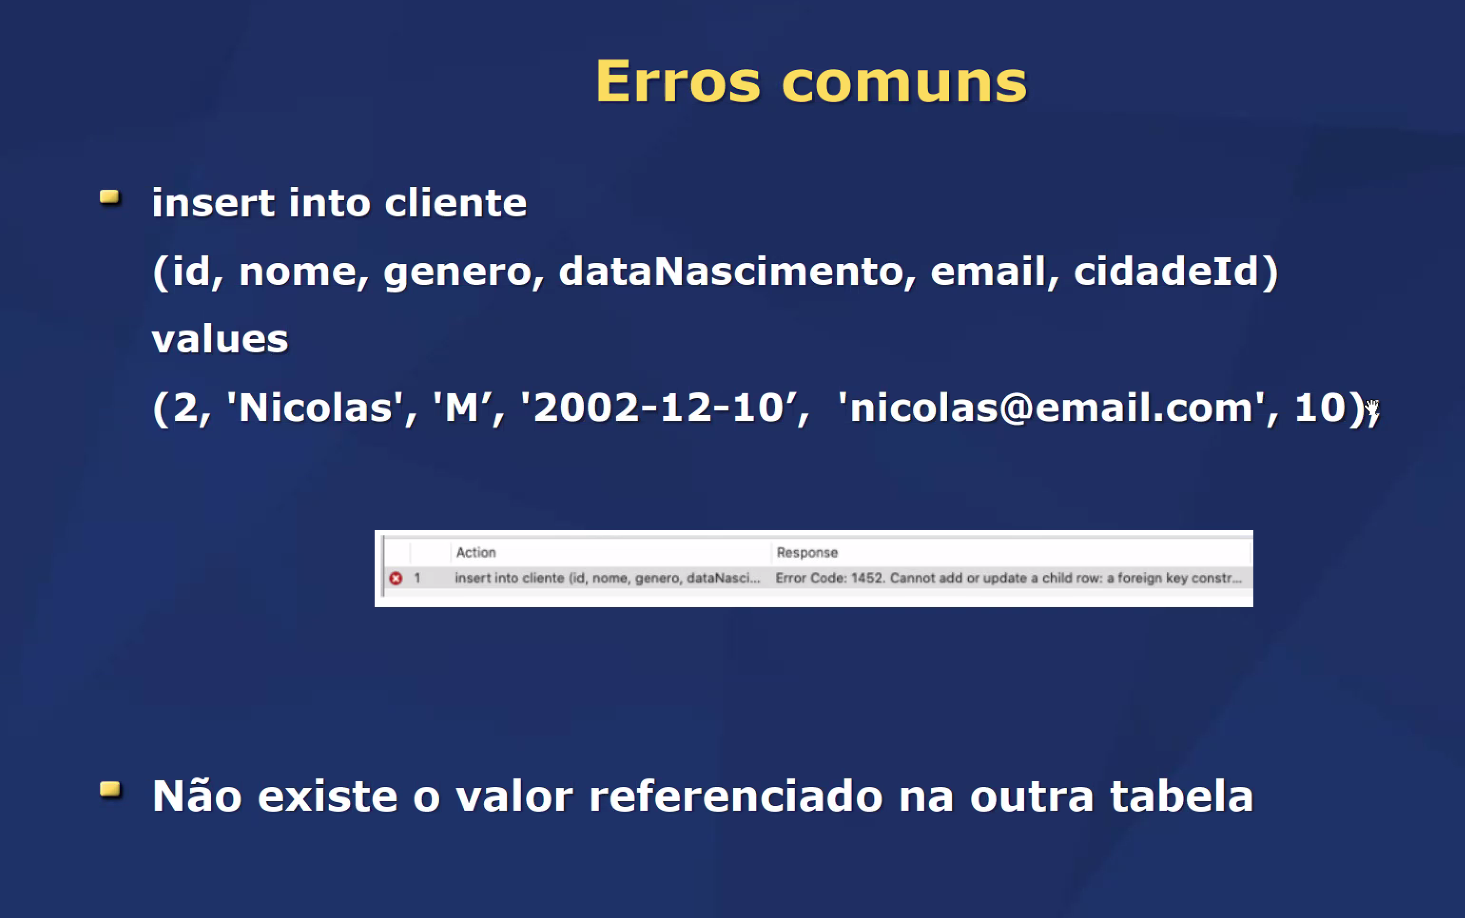 Erros comuns
insert into cliente
(id, nome, genero, dataNascimento, email, cidadeId)
values
(2, 'Nicolas', 'M’, '2002-12-10’,  'nicolas@email.com', 10);
Action Response
1 insert into cliente (id, nome, genero, dataNasci... Error Code: 1452. Cannot add or update a child row: a foreign key constr...
Não existe o valor referenciado na outra tabela